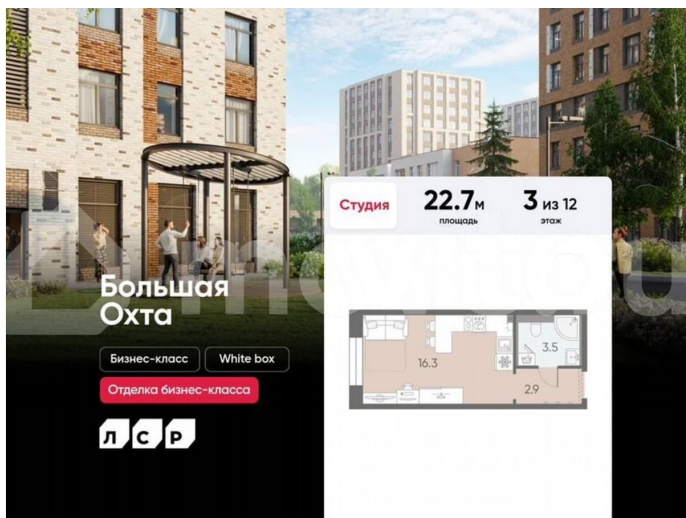 Студия
22.7м
площадь
3 из 12
этаж
Большая
Охта
Бизнес-класс
White box
Отделка бизнес-класса
ЛСР
16.3
3.5
2.9